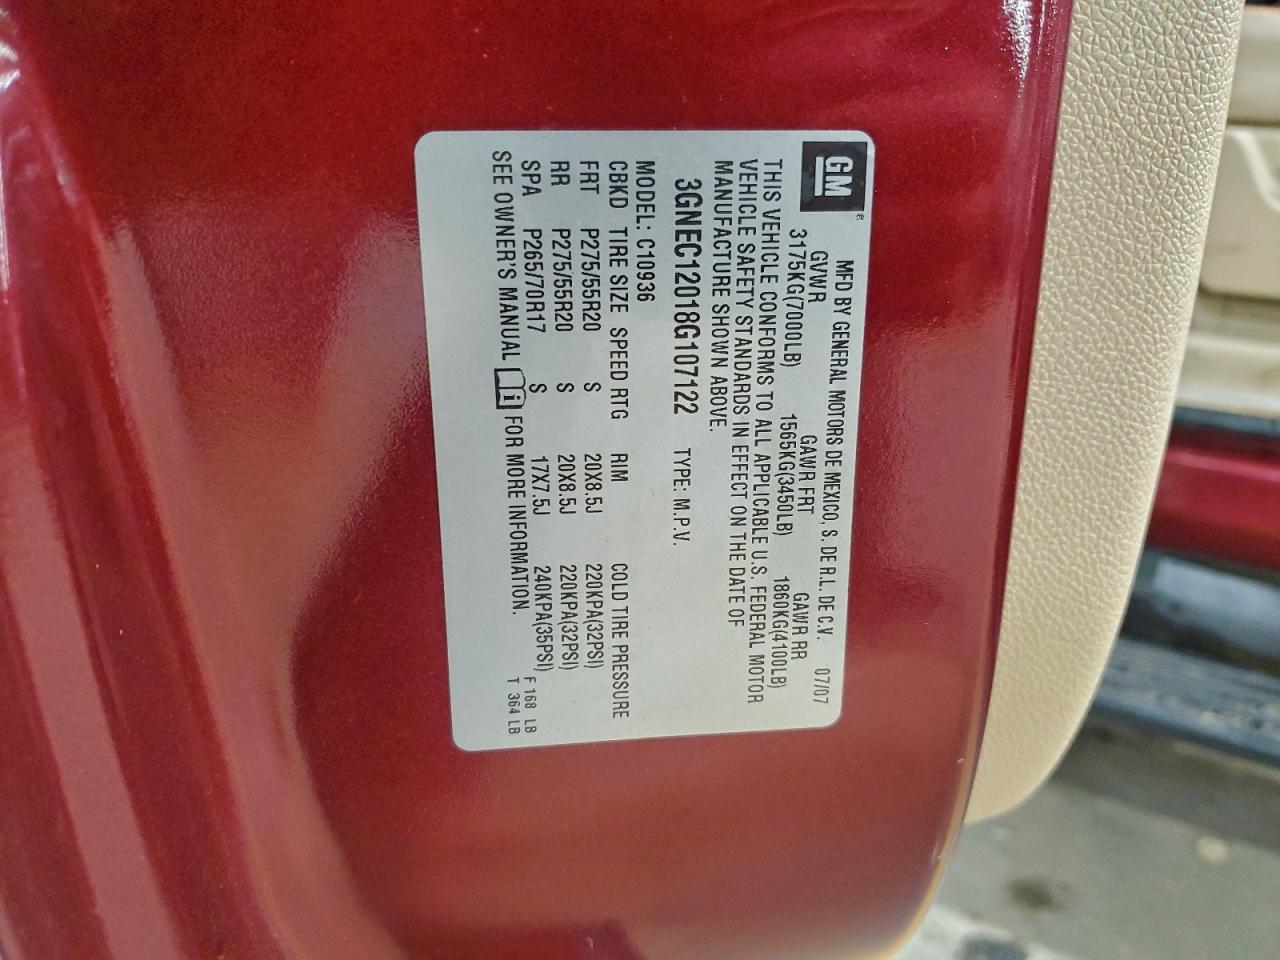 GM ®
MFD BY GENERAL MOTORS DE MEXICO, S. DE R.L. DE C.V. 07/07
GVWR GAWR FRT GAWR RR
3175KG(7000LB) 1565KG(3450LB) 1860KG(4100LB)
THIS VEHICLE CONFORMS TO ALL APPLICABLE U.S. FEDERAL MOTOR
VEHICLE SAFETY STANDARDS IN EFFECT ON THE DATE OF
MANUFACTURE SHOWN ABOVE.
3GNEC12018G107122 TYPE: M.P.V.
MODEL: C10936
CBKD TIRE SIZE SPEED RTG RIM COLD TIRE PRESSURE
FRT P275/55R20 S 20X8.5J 220KPA(32PSI)
RR P275/55R20 S 20X8.5J 220KPA(32PSI)
SPA P265/70R17 S 17X7.5J 240KPA(35PSI)
SEE OWNER'S MANUAL i FOR MORE INFORMATION.
F 168 LB
T 364 LB